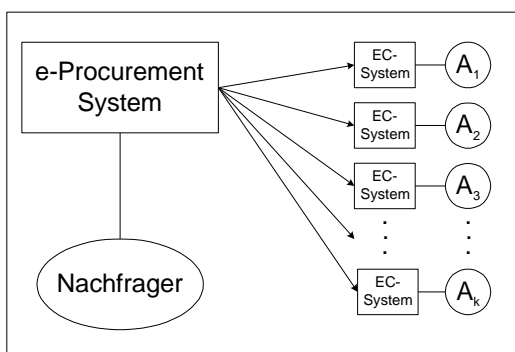 e-Procurement
System
Nachfrager
EC-
System
A₁
EC-
System
A₂
EC-
System
A₃
. . .
. . .
EC-
System
Aₖ